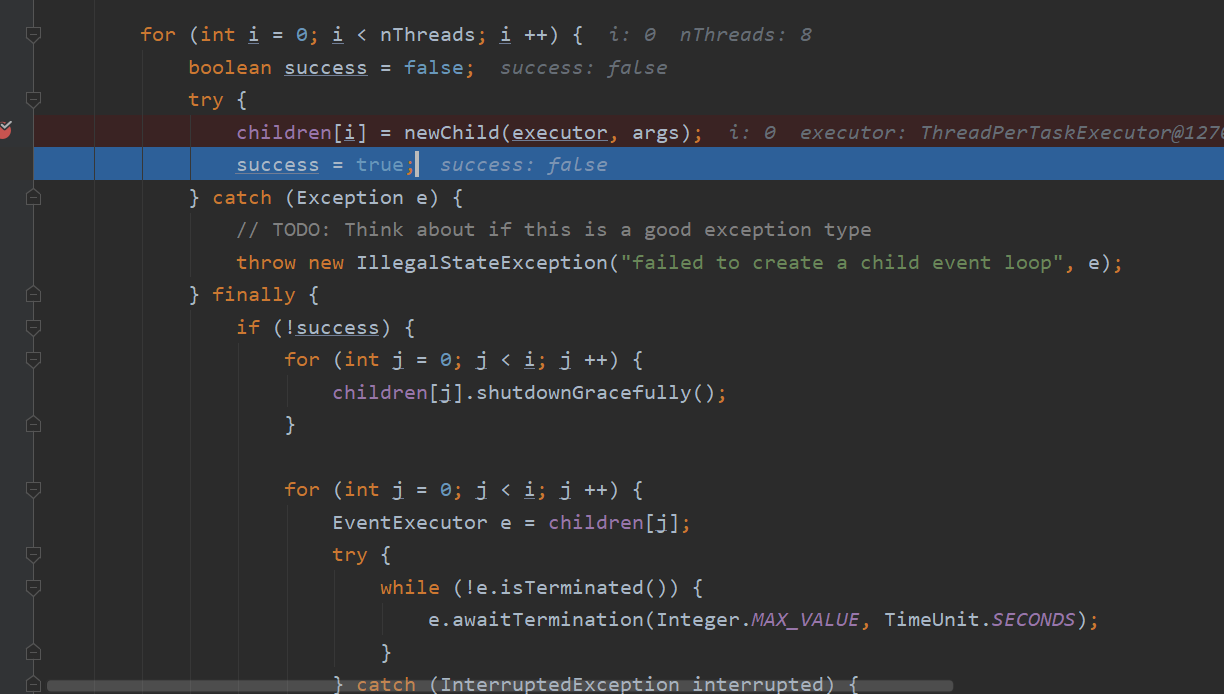 for (int i = 0; i < nThreads; i ++) {  i: 0  nThreads: 8
boolean success = false;  success: false
try {
children[i] = newChild(executor, args);  i: 0  executor: ThreadPerTaskExecutor@127
success = true;  success: false
} catch (Exception e) {
// TODO: Think about if this is a good exception type
throw new IllegalStateException("failed to create a child event loop", e);
} finally {
if (!success) {
for (int j = 0; j < i; j ++) {
children[j].shutdownGracefully();
}
for (int j = 0; j < i; j ++) {
EventExecutor e = children[j];
try {
while (!e.isTerminated()) {
e.awaitTermination(Integer.MAX_VALUE, TimeUnit.SECONDS);
}
} catch (InterruptedException interrupted) {